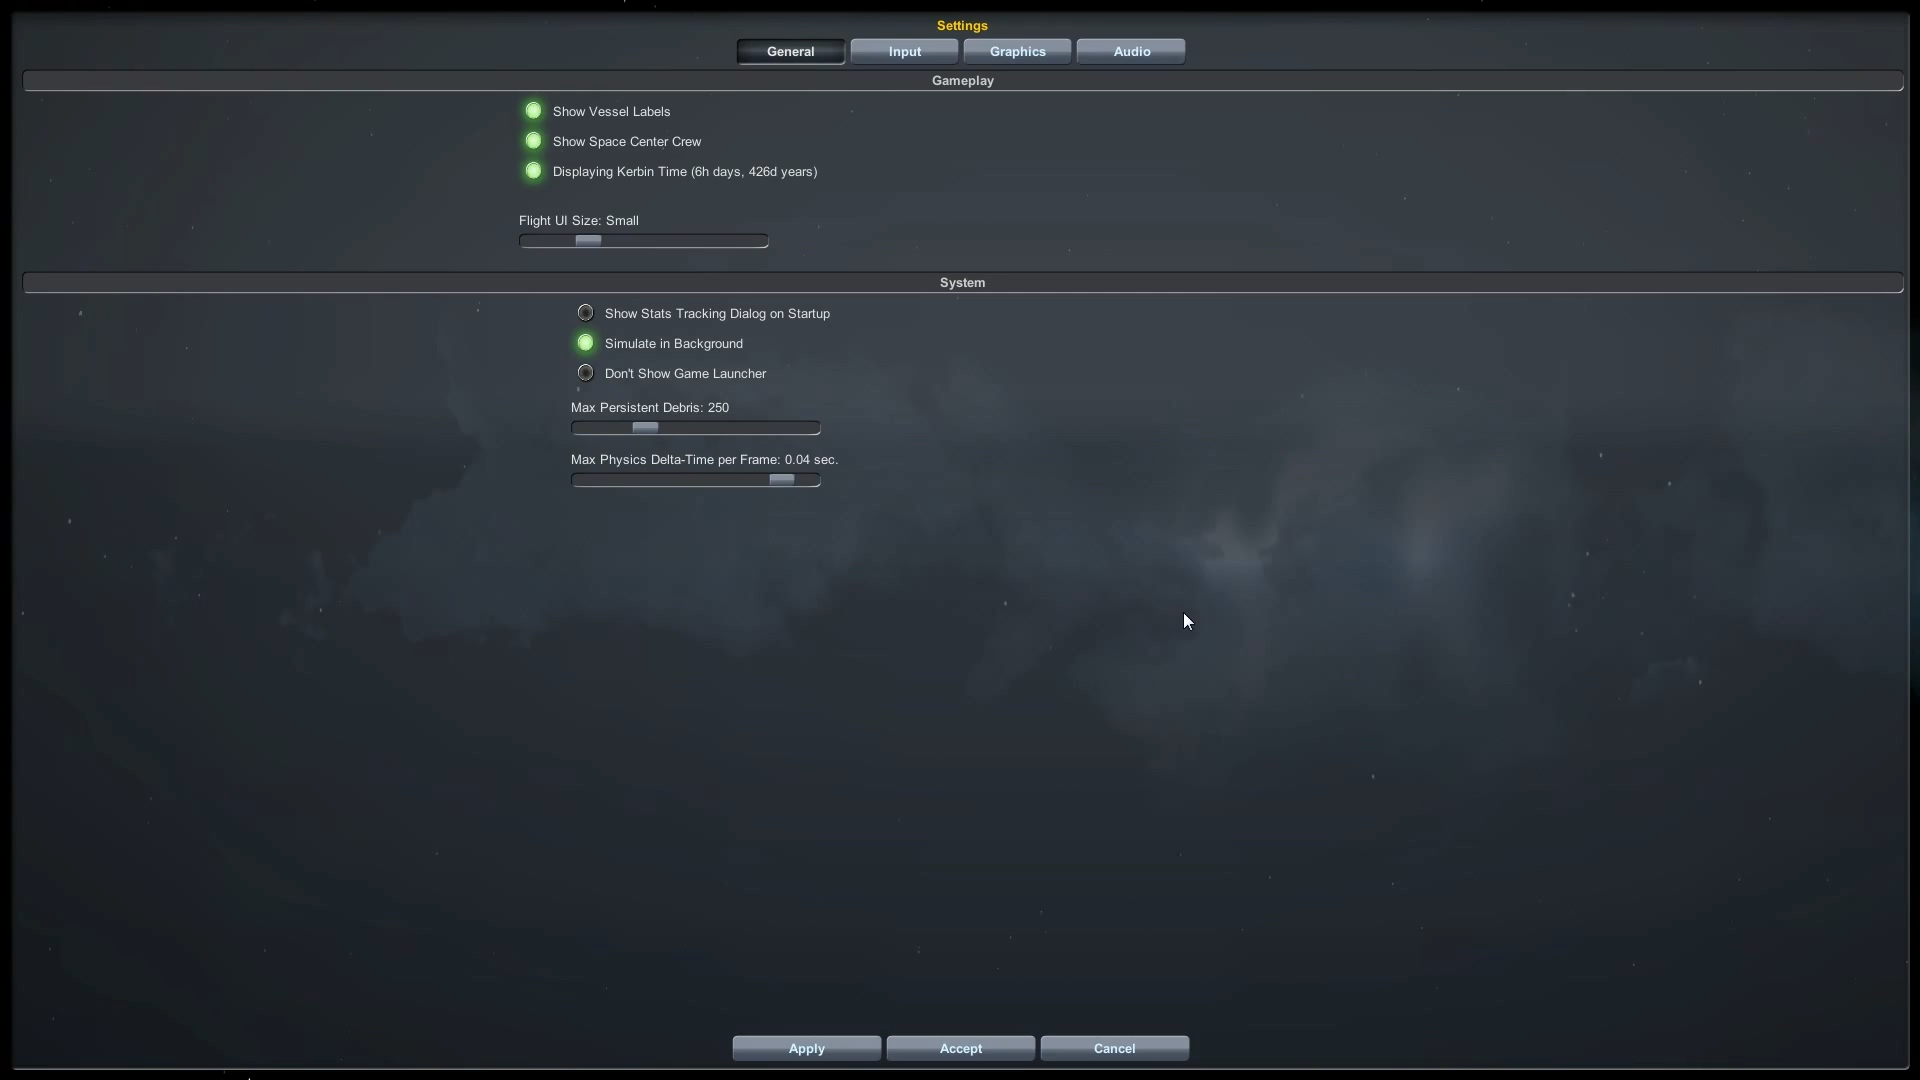 Settings
General Input Graphics Audio
Gameplay
Show Vessel Labels
Show Space Center Crew
Displaying Kerbin Time (6h days, 426d years)
Flight UI Size: Small
System
Show Stats Tracking Dialog on Startup
Simulate in Background
Don't Show Game Launcher
Max Persistent Debris: 250
Max Physics Delta-Time per Frame: 0.04 sec.
Apply Accept Cancel